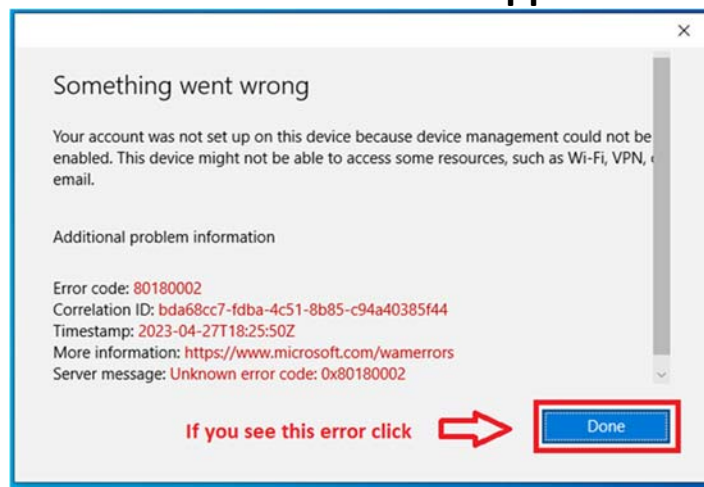 Something went wrong
Your account was not set up on this device because device management could not be
enabled. This device might not be able to access some resources, such as Wi-Fi, VPN,
email.
Additional problem information
Error code: 80180002
Correlation ID: bda68cc7-fdba-4c51-8b85-c94a40385f44
Timestamp: 2023-04-27T18:25:50Z
More information: https://www.microsoft.com/wamerrors
Server message: Unknown error code: 0x80180002
If you see this error click
Done